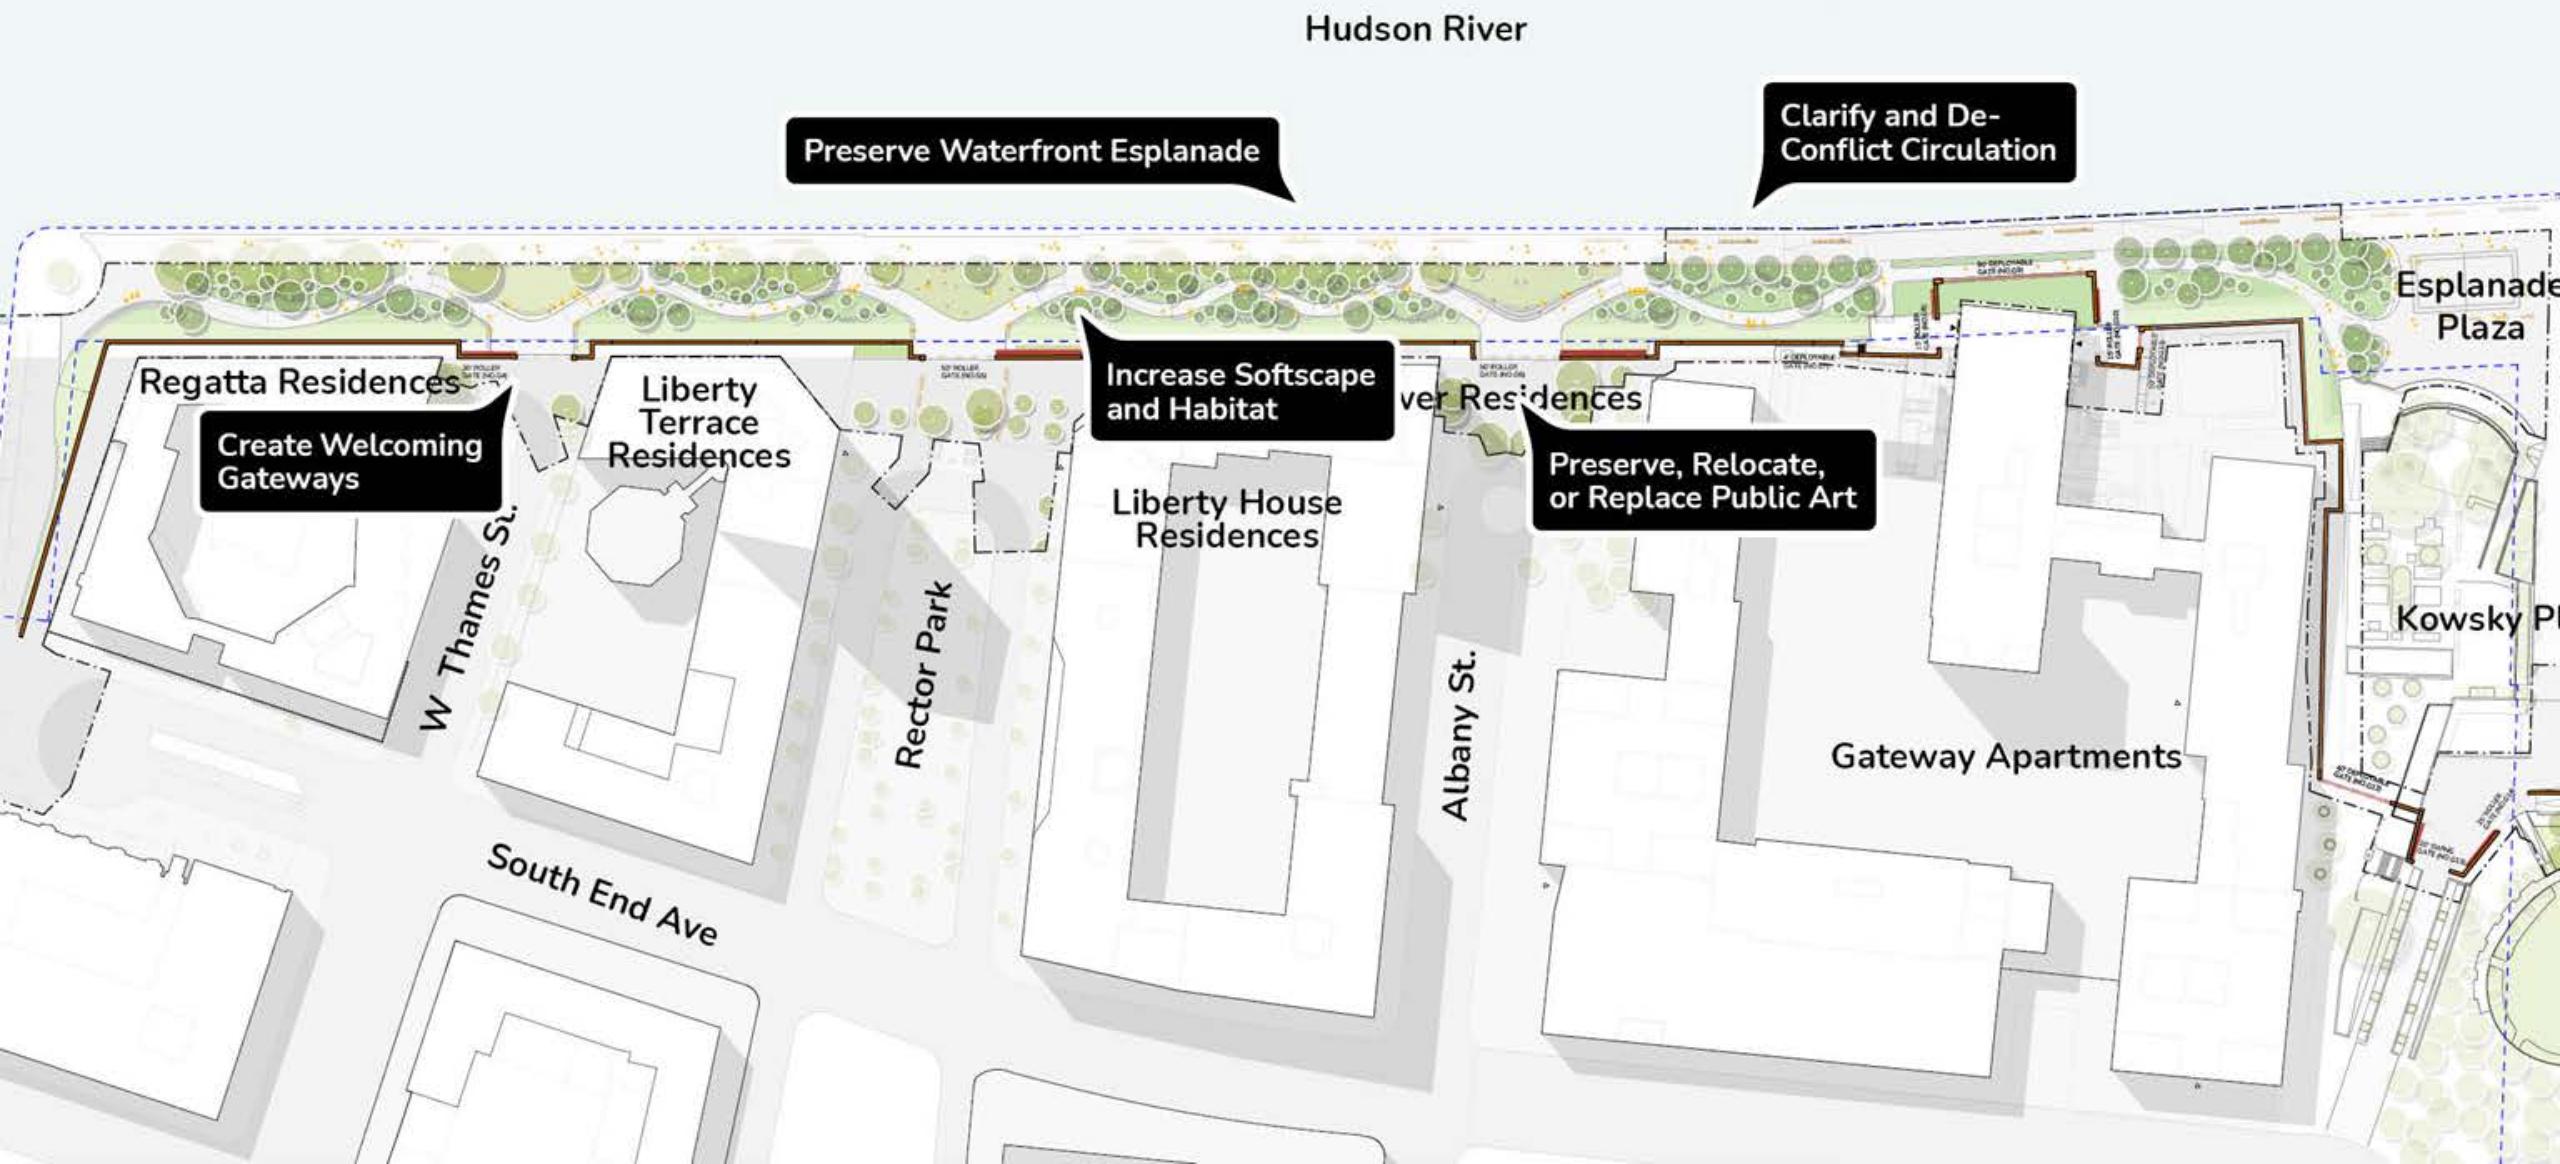 Hudson River
Preserve Waterfront Esplanade
Clarify and De-
Conflict Circulation
Esplanade
Plaza
Regatta Residences
Create Welcoming
Gateways
Liberty
Terrace
Residences
Increase Softscape
and Habitat
ver Residences
Preserve, Relocate,
or Replace Public Art
Liberty House
Residences
W Thames St.
Rector Park
Albany St.
Gateway Apartments
Kowsky Pl
South End Ave